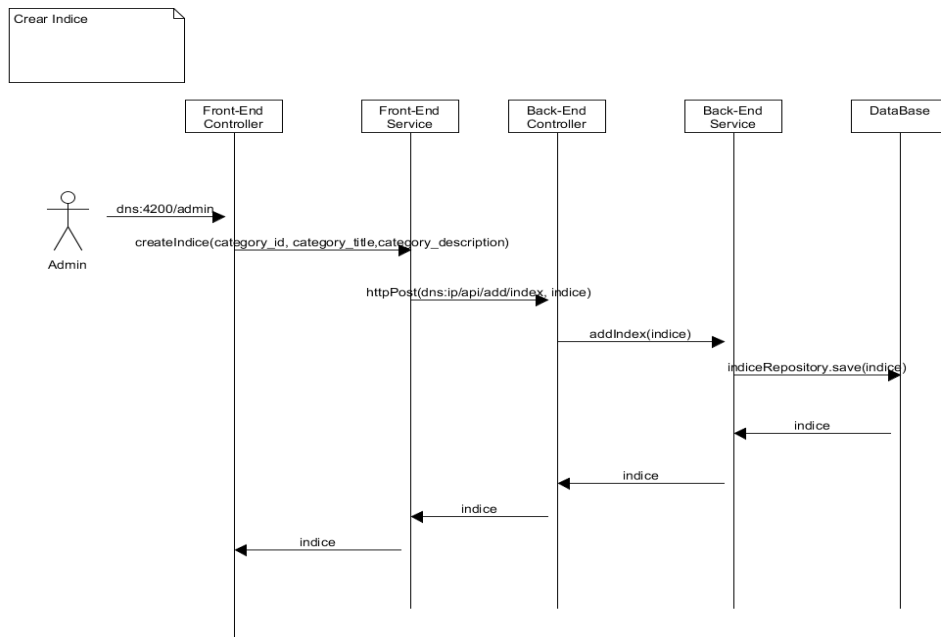 Crear Indice
Front-End
Controller
Front-End
Service
Back-End
Controller
Back-End
Service
DataBase
dns:4200/admin
createIndice(category_id, category_title,category_description)
Admin
httpPost(dns:ip/api/add/index, indice)
addIndex(indice)
indiceRepository.save(indice)
indice
indice
indice
indice